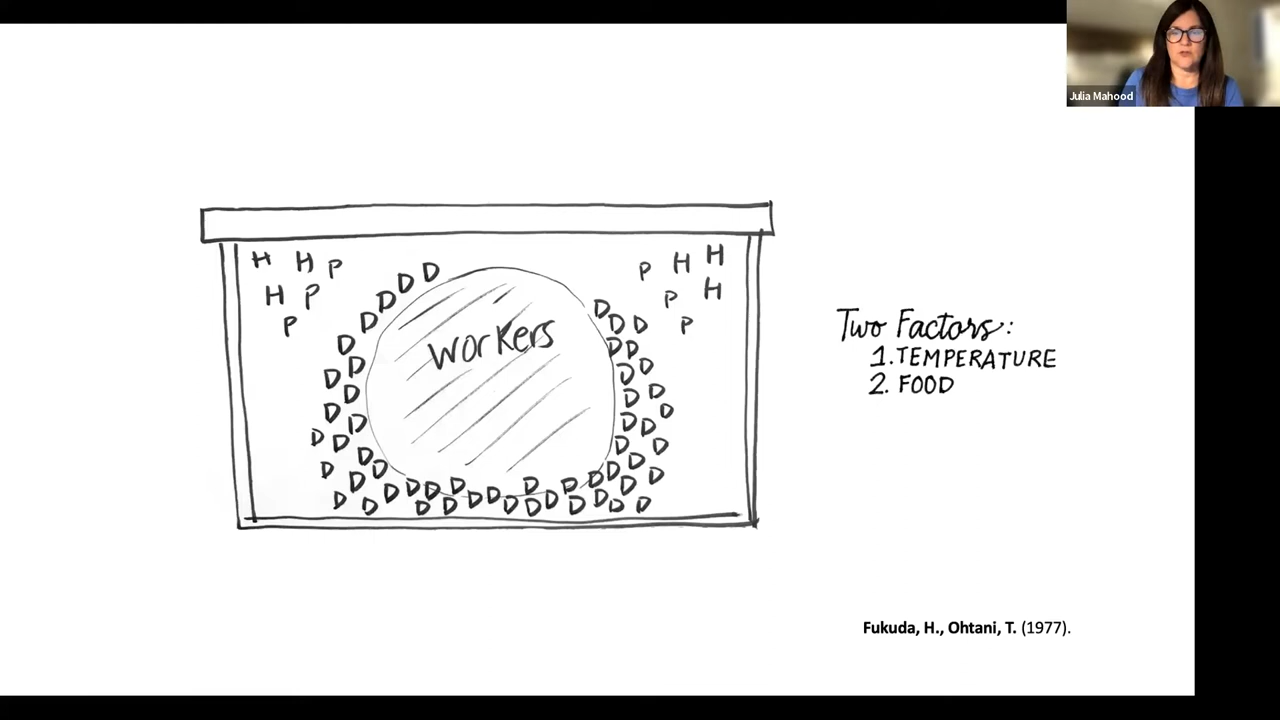 Julia Mahood
H H P
H P
P
D D D D D
Workers
P H H
P H
P
D D D D D D
Two Factors:
1. TEMPERATURE
2. FOOD
Fukuda, H., Ohtani, T. (1977).